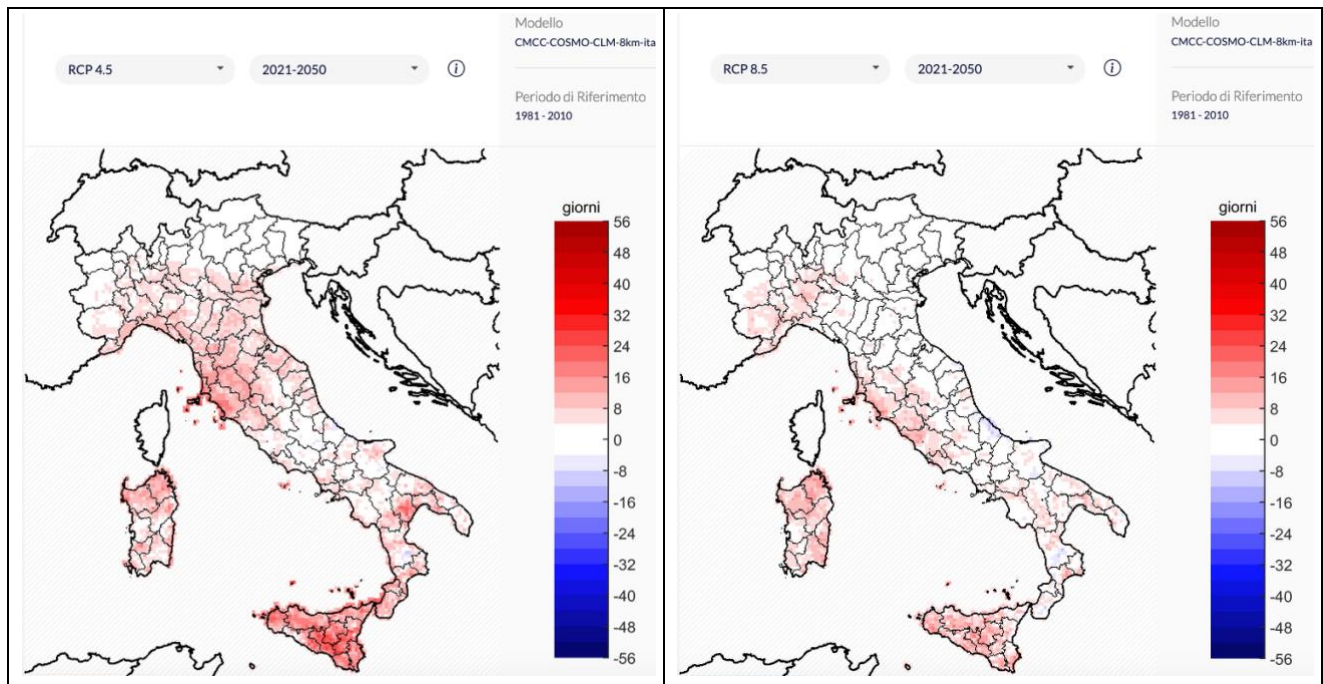 Modello
CMCC-COSMO-CLM-8km-ita
RCP 4.5
2021-2050
i
Periodo di Riferimento
1981 - 2010
giorni
56
48
40
32
24
16
8
0
-8
-16
-24
-32
-40
-48
-56
Modello
CMCC-COSMO-CLM-8km-ita
RCP 8.5
2021-2050
i
Periodo di Riferimento
1981 - 2010
giorni
56
48
40
32
24
16
8
0
-8
-16
-24
-32
-40
-48
-56